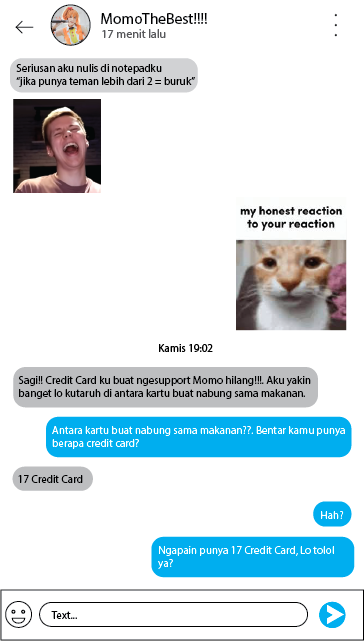 MomoTheBest!!!!
17 menit lalu
Seriusan aku nulis di notepadku
"jika punya teman lebih dari 2 = buruk"
my honest reaction
to your reaction
Kamis 19:02
Sagi!! Credit Card ku buat ngesupport Momo hilang!!!. Aku yakin
banget lo kutaruh di antara kartu buat nabung sama makanan.
Antara kartu buat nabung sama makanan??. Bentar kamu punya
berapa credit card?
17 Credit Card
Hah?
Ngapain punya 17 Credit Card, Lo tolol
ya?
Text...